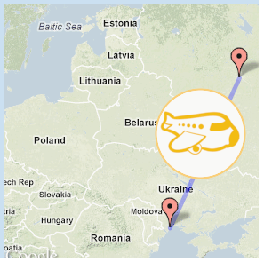 Estonia
Baltic Sea
Latvia
Lithuania
Belarus
Poland
Ukraine
ech Rep
Slovakia
Moldova
Hungary
Romania
Google